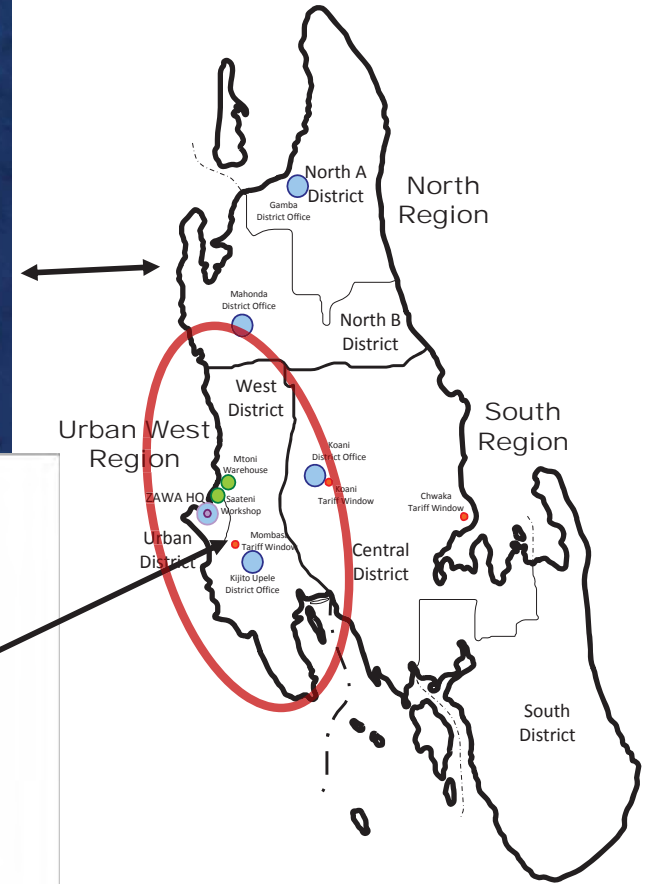 North A
District
North
Region
Gamba
District Office
Mahonda
District Office
North B
District
West
District
Urban West
Region
South
Region
Koani
District Office
Mtoni
Warehouse
Koani
Tariff Window
Chwaka
Tariff Window
ZAWA HQ
Saateni
Workshop
Urban
District
Mombasa
Tariff Window
Central
District
Kijito Upele
District Office
South
District